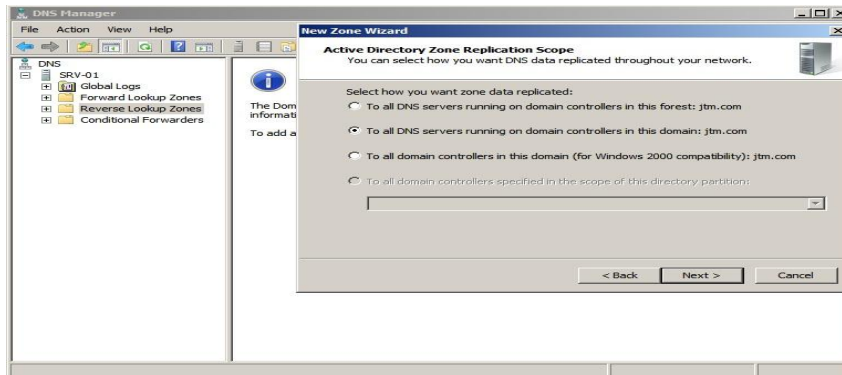 DNS Manager
File Action View Help
DNS
SRV-01
Global Logs
Forward Lookup Zones
Reverse Lookup Zones
Conditional Forwarders
The Dom
informati
To add a
New Zone Wizard
Active Directory Zone Replication Scope
You can select how you want DNS data replicated throughout your network.
Select how you want zone data replicated:
To all DNS servers running on domain controllers in this forest: jtm.com
To all DNS servers running on domain controllers in this domain: jtm.com
To all domain controllers in this domain (for Windows 2000 compatibility): jtm.com
To all domain controllers specified in the scope of this directory partition:
< Back Next > Cancel